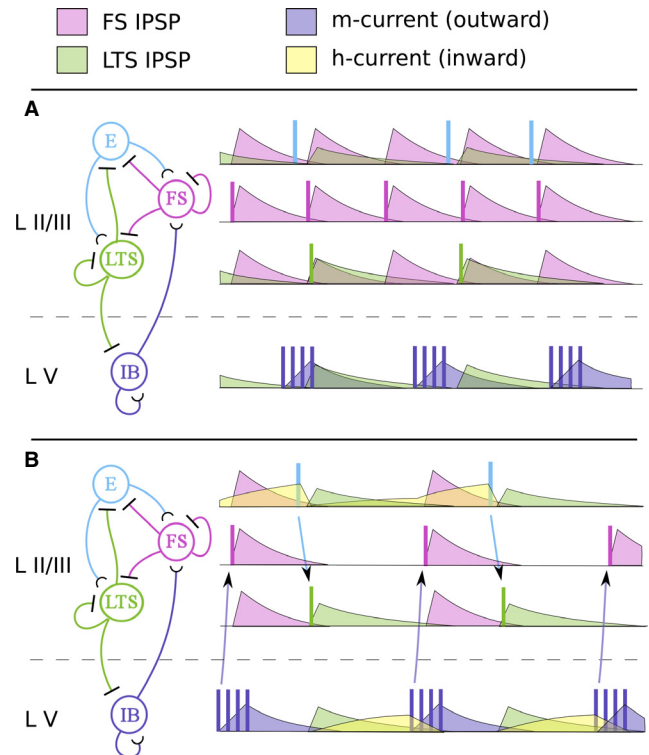 FS IPSP
m-current (outward)
LTS IPSP
h-current (inward)
A
E
FS
L II/III
LTS
L V
IB
B
E
FS
L II/III
LTS
L V
IB